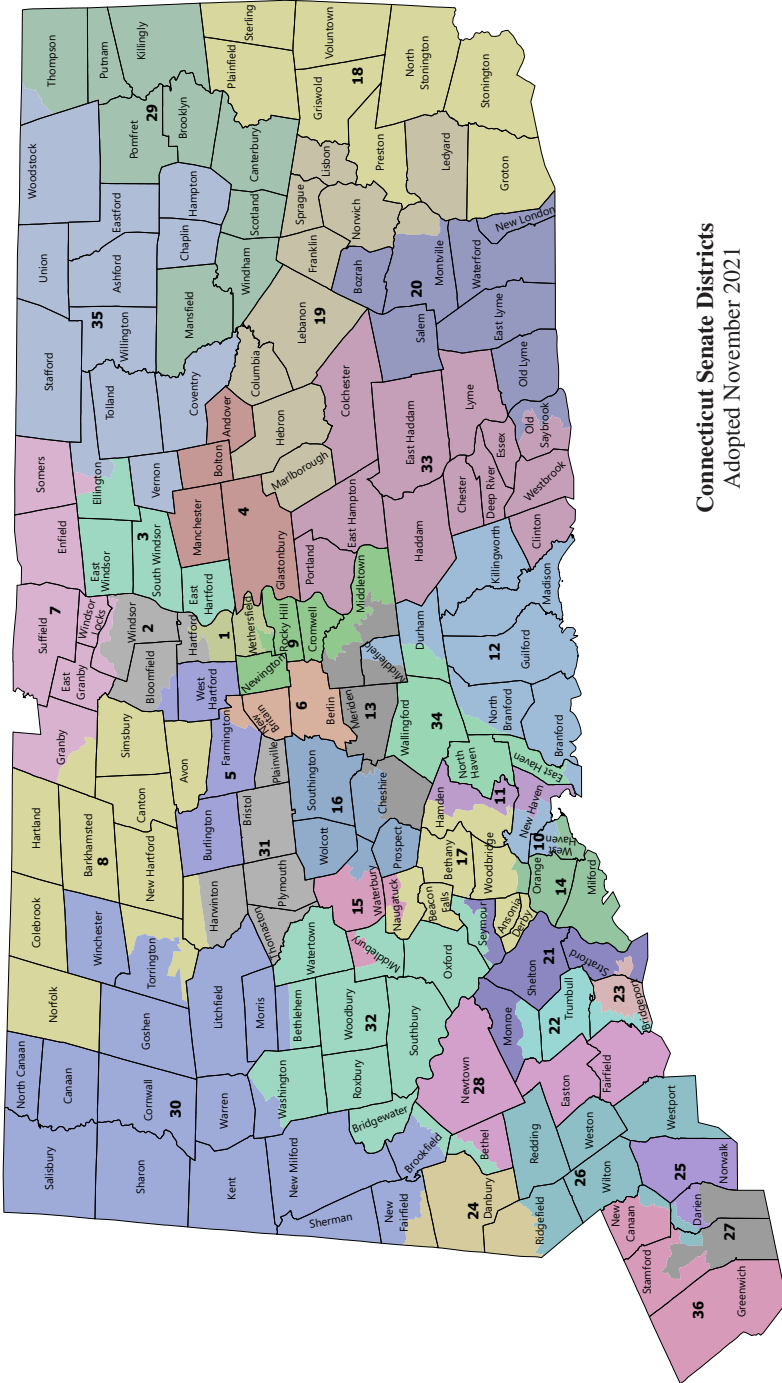 Salisbury
North Canaan
Canaan
Norfolk
Colebrook
Hartland
Granby
East
Granby
Suffield
7
Windsor
Locks
Enfield
Somers
Stafford
Union
Woodstock
Thompson
Sharon
Cornwall
30
Goshen
Winchester
Torrington
Barkhamsted
8
New Hartford
Canton
Simsbury
Bloomfield
Windsor
2
East
Windsor
3
South Windsor
Ellington
Vernon
Tolland
Willington
35
Ashford
Eastford
Chaplin
Hampton
Pomfret
29
Putnam
Killingly
Brooklyn
Kent
Warren
Litchfield
Morris
Harwinton
Burlington
Avon
Farmington
5
West
Hartford
Hartford
1
East
Hartford
Manchester
Bolton
Andover
Coventry
Mansfield
Windham
Scotland
Canterbury
Plainfield
Sterling
New Milford
Sherman
Washington
Bethlehem
Watertown
Thomaston
Plymouth
31
Bristol
Plainville
New
Britain
6
Berlin
Newington
Wethersfield
Rocky Hill
9
Cromwell
4
Glastonbury
Marlborough
Hebron
Columbia
Lebanon
19
Franklin
Sprague
Lisbon
Norwich
Griswold
18
Voluntown
New
Fairfield
Brookfield
Bridgewater
Roxbury
Woodbury
32
Southbury
Middlebury
15
Waterbury
Naugatuck
Wolcott
16
Southington
Cheshire
Prospect
Meriden
13
Middlefield
Middletown
Portland
East Hampton
Colchester
Salem
Bozrah
20
Montville
Preston
Ledyard
North
Stonington
Stonington
Groton
24
Danbury
Bethel
Newtown
28
Oxford
Seymour
Beacon
Falls
Bethany
17
Woodbridge
Ansonia
Derby
Hamden
11
North
Haven
Wallingford
34
Durham
Haddam
East Haddam
33
Chester
Deep River
Essex
Lyme
Old Lyme
East Lyme
Waterford
New London
Ridgefield
Redding
Monroe
22
Trumbull
Shelton
21
Stratford
Orange
14
Milford
10
West
Haven
New Haven
East Haven
North
Branford
Branford
12
Guilford
Madison
Killingworth
Clinton
Westbrook
Old
Saybrook
26
Wilton
Weston
Easton
Fairfield
23
Bridgeport
Westport
New
Canaan
Stamford
Darien
25
Norwalk
27
36
Greenwich
Connecticut Senate Districts
Adopted November 2021